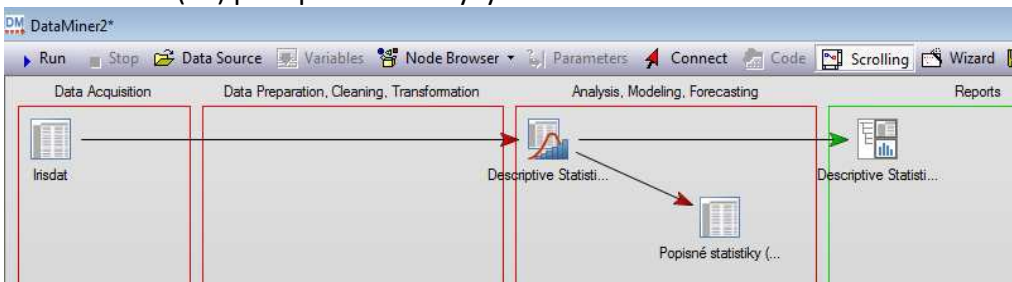 DM DataMiner2*
Run Stop Data Source Variables Node Browser Parameters Connect Code Scrolling Wizard
Data Acquisition Data Preparation, Cleaning, Transformation Analysis, Modeling, Forecasting Reports
Irisdat Descriptive Statisti... Descriptive Statisti...
Popisné statistiky (...